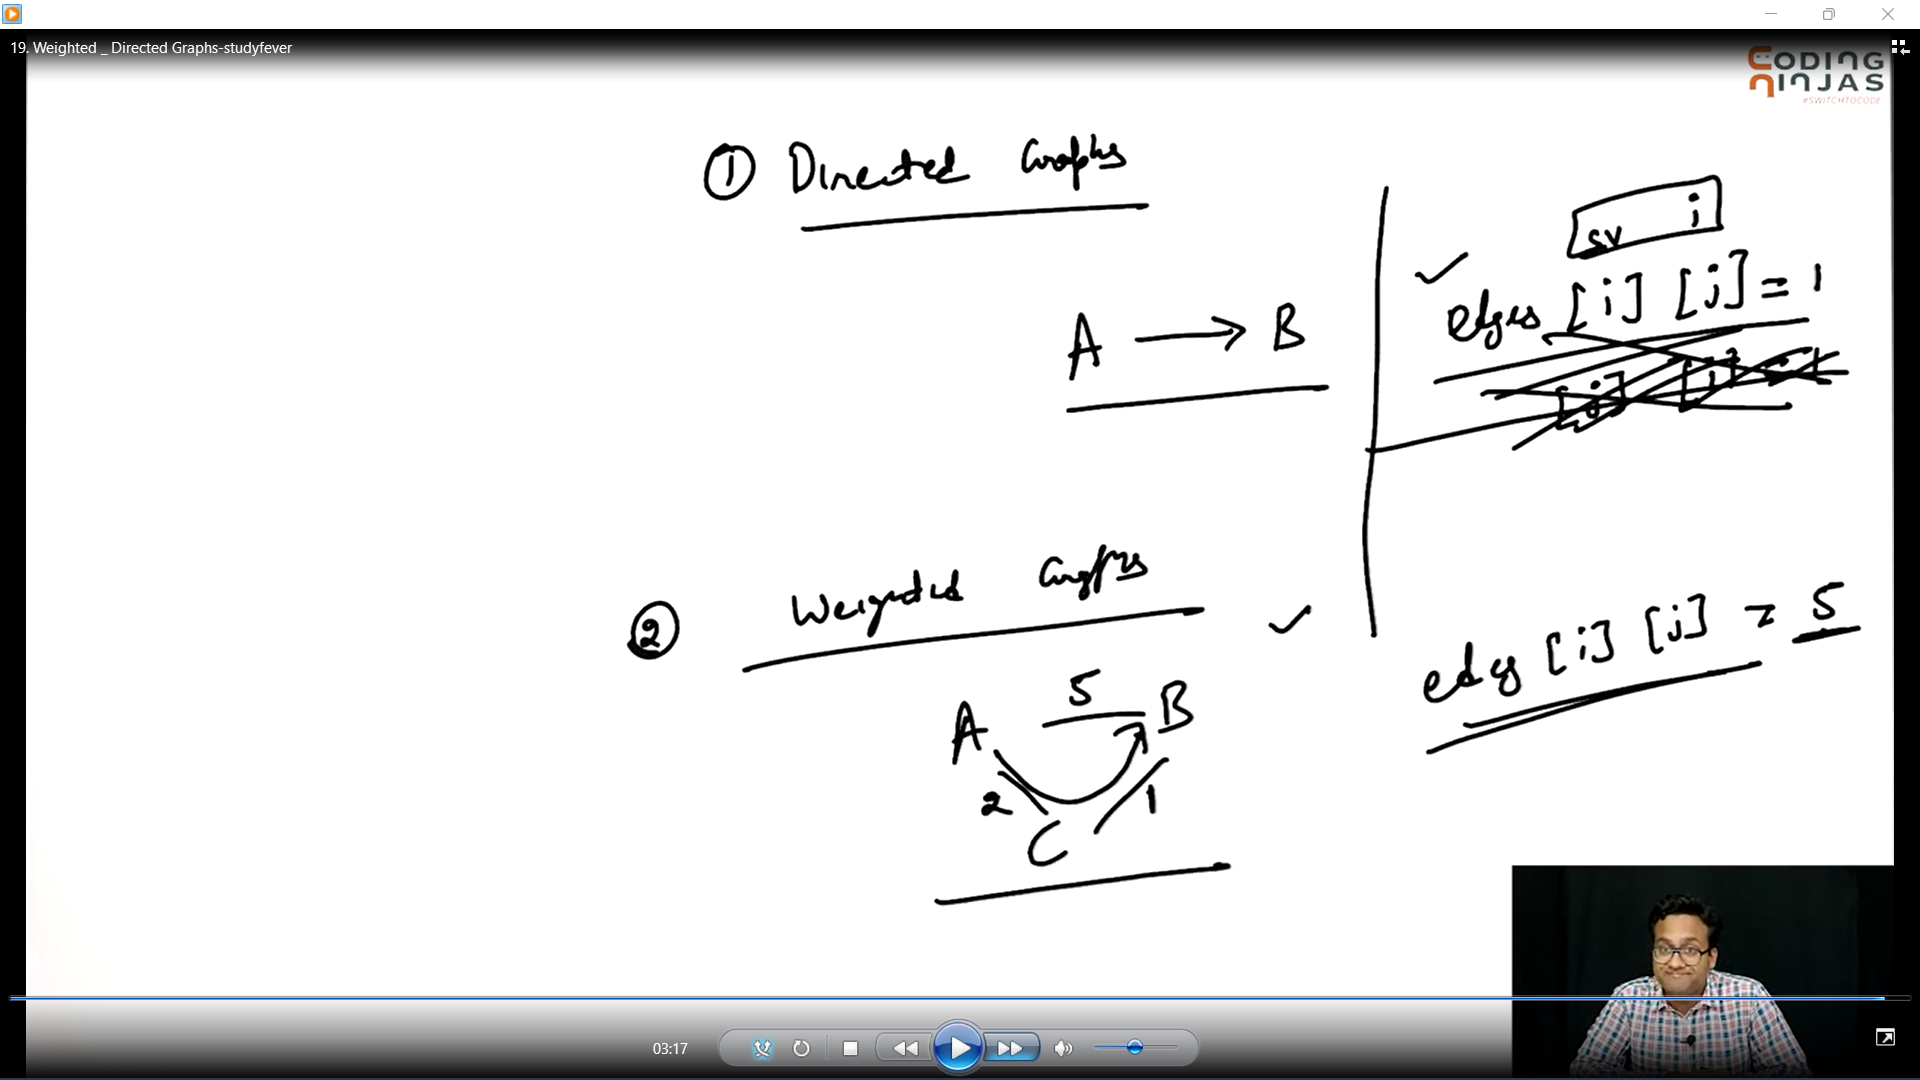 19. Weighted _ Directed Graphs-studyfever
CODING
NINJAS
#SWITCHTOCODE
① Directed Graphs
A → B
sv i
edges [i] [j] = 1
[j] [i] = 1
② Weighted Graphs
A 5 B
2 1
C
edges [i] [j] = 5
03:17